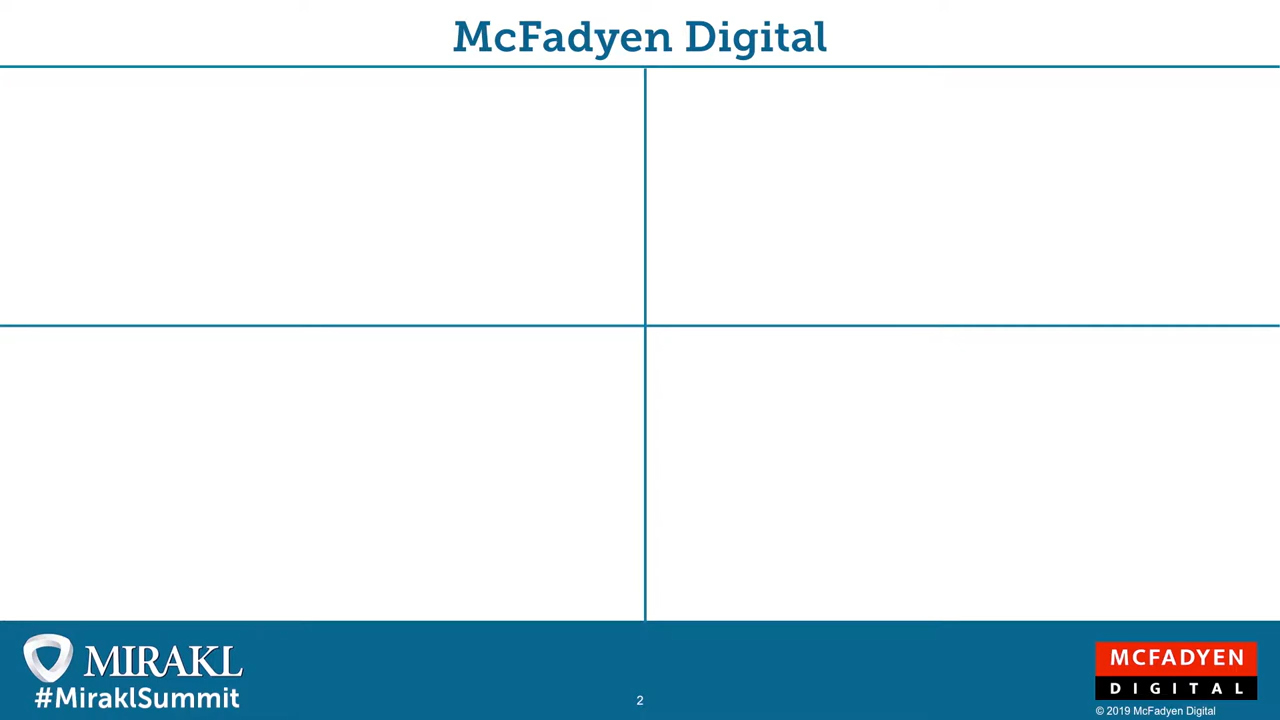 McFadyen Digital
MIRAKL
#MiraklSummit
2
MCFADYEN
DIGITAL
© 2019 McFadyen Digital